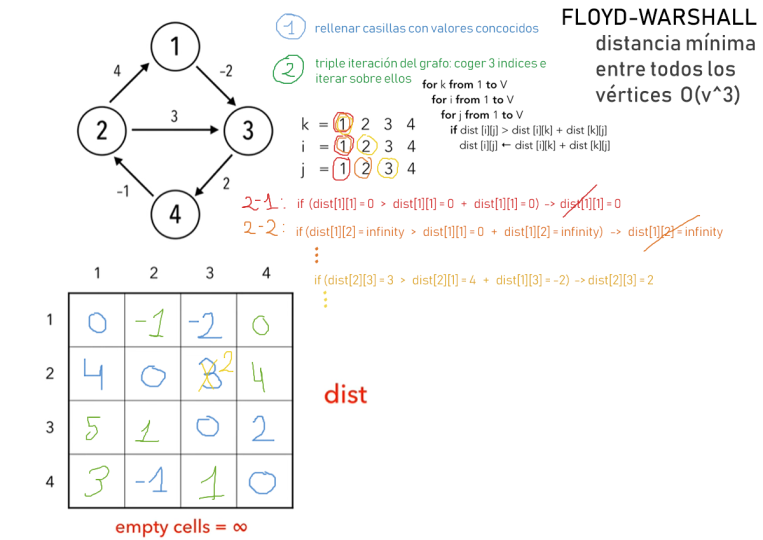 FLOYD-WARSHALL
distancia mínima
entre todos los
vértices O(v^3)
1 rellenar casillas con valores concocidos
2 triple iteración del grafo: coger 3 indices e
iterar sobre ellos
for k from 1 to V
for i from 1 to V
for j from 1 to V
if dist [i][j] > dist [i][k] + dist [k][j]
dist [i][j] ← dist [i][k] + dist [k][j]
k = 1 2 3 4
i = 1 2 3 4
j = 1 2 3 4
1
4
-2
2
3
3
-1
2
4
2-1: if (dist[1][1] = 0 > dist[1][1] = 0 + dist[1][1] = 0) -> dist[1][1] = 0
2-2: if (dist[1][2] = infinity > dist[1][1] = 0 + dist[1][2] = infinity) -> dist[1][2] = infinity
if (dist[2][3] = 3 > dist[2][1] = 4 + dist[1][3] = -2) -> dist[2][3] = 2
1 2 3 4
1 0 -1 -2 0
2 4 0 3 2 4
3 5 1 0 2
4 3 -1 1 0
dist
empty cells = ∞